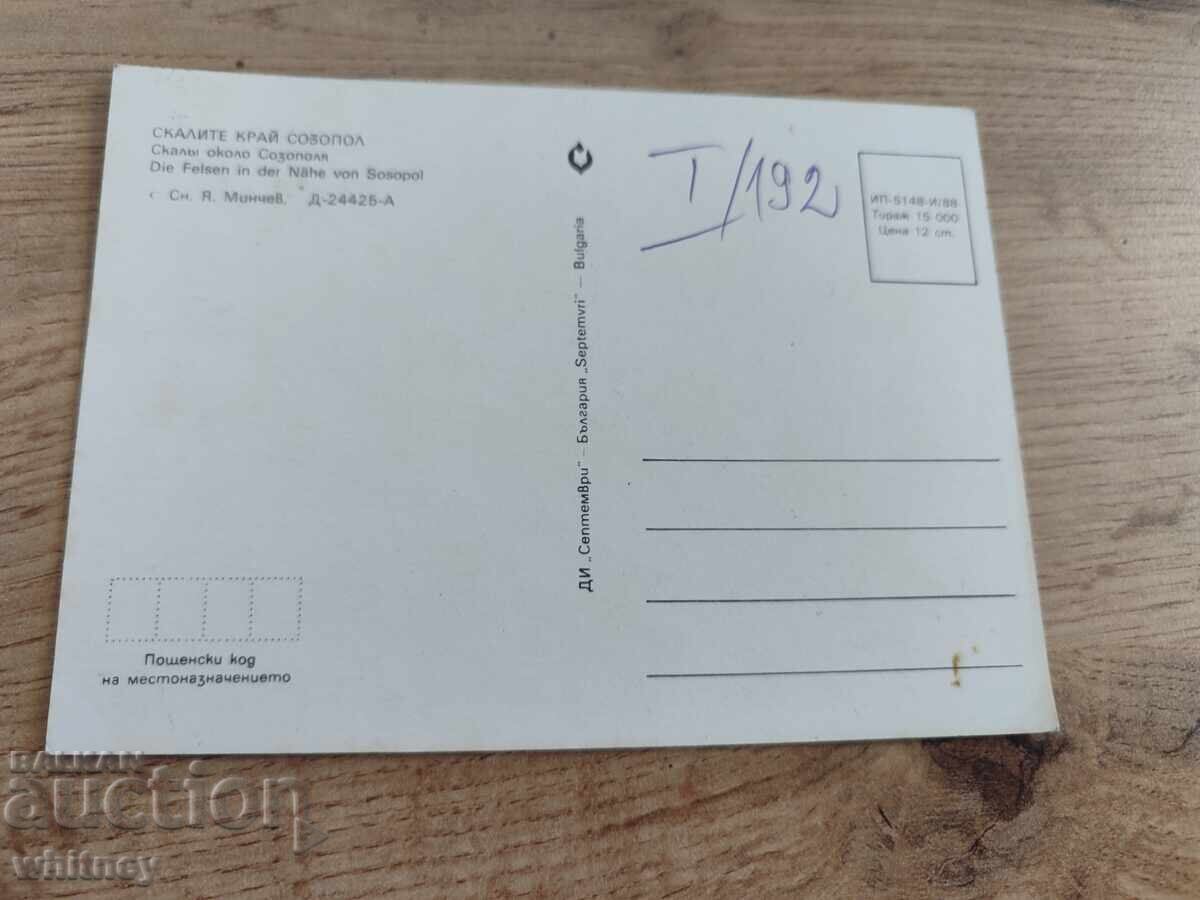 СКАЛИТЕ КРАЙ СОЗОПОЛ
Скалы около Созополя
Die Felsen in der Nähe von Sosopol
Сн. Я. Минчев, Д-24425-А
ДИ „Септември" – България „Septemvri" – Bulgaria
I/192
ИП-5148-И/88
Тираж 15 000
Цена 12 ст.
Пощенски код
на местоназначението
BALKAN
auction
whitney